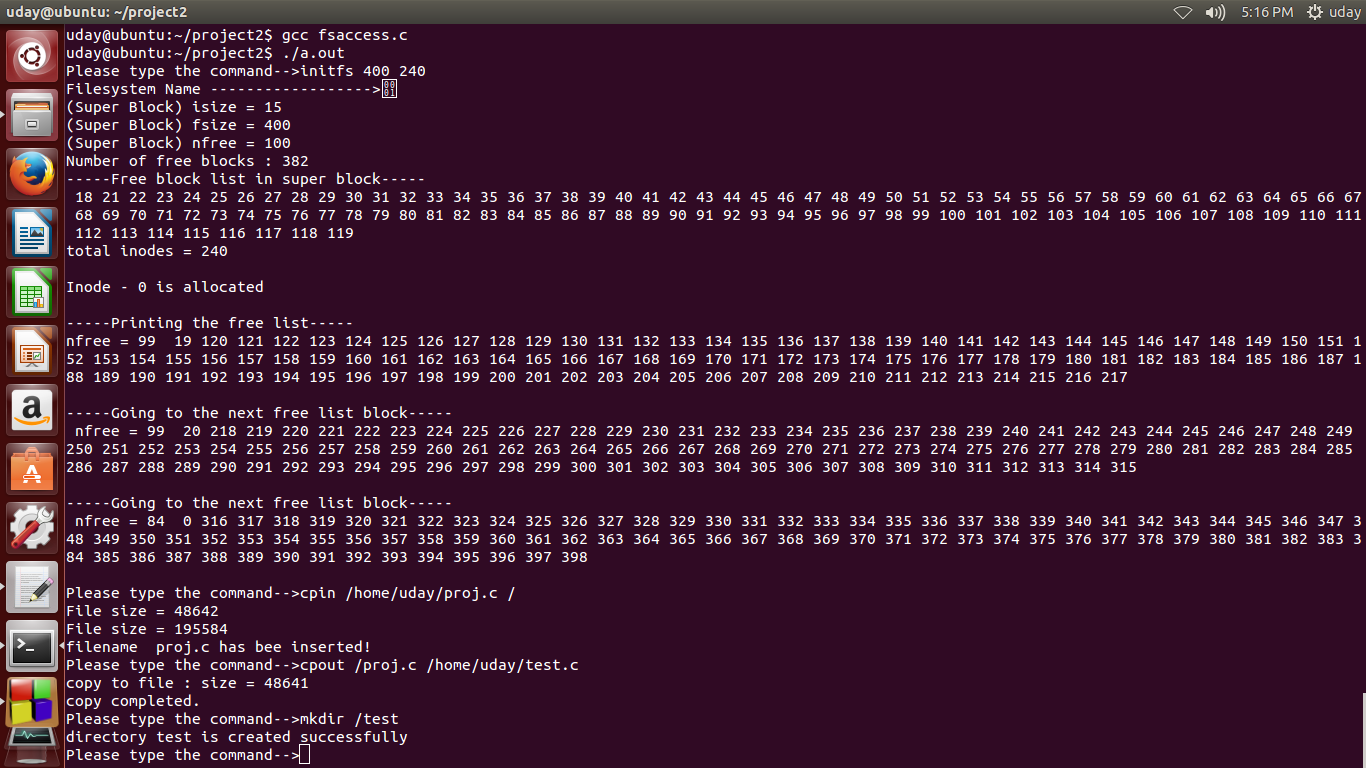 uday@ubuntu: ~/project2
5:16 PM
uday
uday@ubuntu:~/project2$ gcc fsaccess.c
uday@ubuntu:~/project2$ ./a.out
Please type the command-->initfs 400 240
Filesystem Name ------------------>
(Super Block) isize = 15
(Super Block) fsize = 400
(Super Block) nfree = 100
Number of free blocks : 382
-----Free block list in super block-----
18 21 22 23 24 25 26 27 28 29 30 31 32 33 34 35 36 37 38 39 40 41 42 43 44 45 46 47 48 49 50 51 52 53 54 55 56 57 58 59 60 61 62 63 64 65 66 67
68 69 70 71 72 73 74 75 76 77 78 79 80 81 82 83 84 85 86 87 88 89 90 91 92 93 94 95 96 97 98 99 100 101 102 103 104 105 106 107 108 109 110 111
112 113 114 115 116 117 118 119
total inodes = 240
Inode - 0 is allocated
-----Printing the free list-----
nfree = 99  19 120 121 122 123 124 125 126 127 128 129 130 131 132 133 134 135 136 137 138 139 140 141 142 143 144 145 146 147 148 149 150 151 1
52 153 154 155 156 157 158 159 160 161 162 163 164 165 166 167 168 169 170 171 172 173 174 175 176 177 178 179 180 181 182 183 184 185 186 187 1
88 189 190 191 192 193 194 195 196 197 198 199 200 201 202 203 204 205 206 207 208 209 210 211 212 213 214 215 216 217
-----Going to the next free list block-----
nfree = 99  20 218 219 220 221 222 223 224 225 226 227 228 229 230 231 232 233 234 235 236 237 238 239 240 241 242 243 244 245 246 247 248 249
250 251 252 253 254 255 256 257 258 259 260 261 262 263 264 265 266 267 268 269 270 271 272 273 274 275 276 277 278 279 280 281 282 283 284 285
286 287 288 289 290 291 292 293 294 295 296 297 298 299 300 301 302 303 304 305 306 307 308 309 310 311 312 313 314 315
-----Going to the next free list block-----
nfree = 84  0 316 317 318 319 320 321 322 323 324 325 326 327 328 329 330 331 332 333 334 335 336 337 338 339 340 341 342 343 344 345 346 347 3
48 349 350 351 352 353 354 355 356 357 358 359 360 361 362 363 364 365 366 367 368 369 370 371 372 373 374 375 376 377 378 379 380 381 382 383 3
84 385 386 387 388 389 390 391 392 393 394 395 396 397 398
Please type the command-->cpin /home/uday/proj.c /
File size = 48642
File size = 195584
filename  proj.c has bee inserted!
Please type the command-->cpout /proj.c /home/uday/test.c
copy to file : size = 48641
copy completed.
Please type the command-->mkdir /test
directory test is created successfully
Please type the command-->